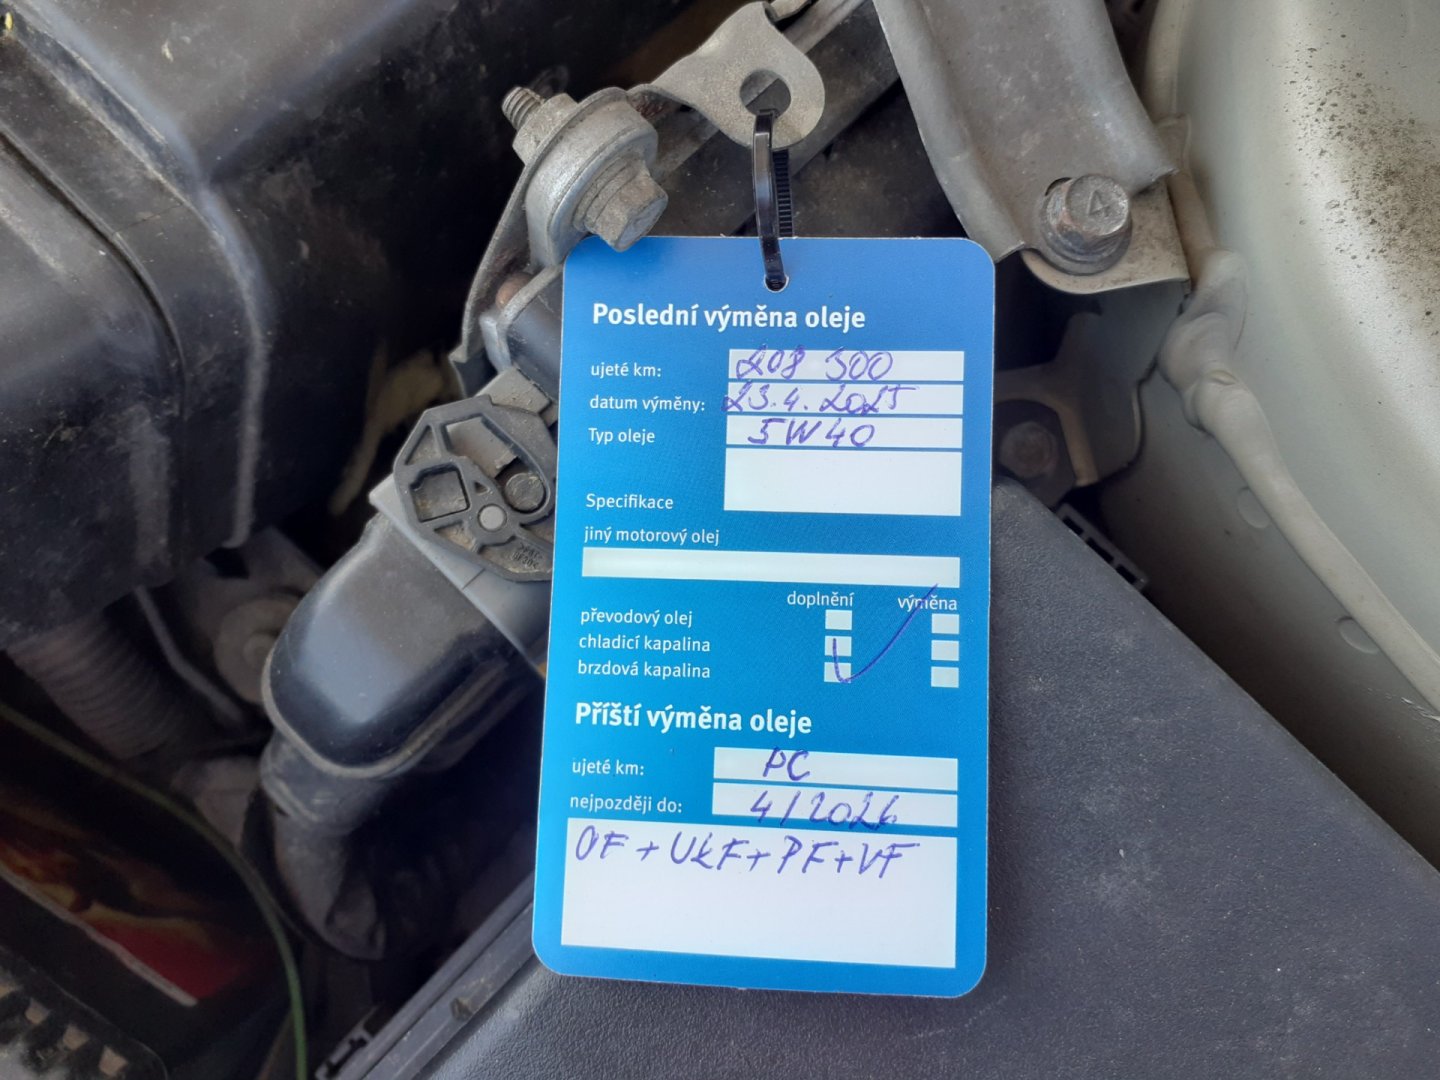 Poslední výměna oleje
ujeté km: 208 500
datum výměny: 23.4.2025
Typ oleje 5W40
Specifikace
jiný motorový olej
doplnění výměna
převodový olej
chladicí kapalina
brzdová kapalina
Příští výměna oleje
ujeté km: PC
nejpozději do: 4/2026
OF + UKF + PF + VF